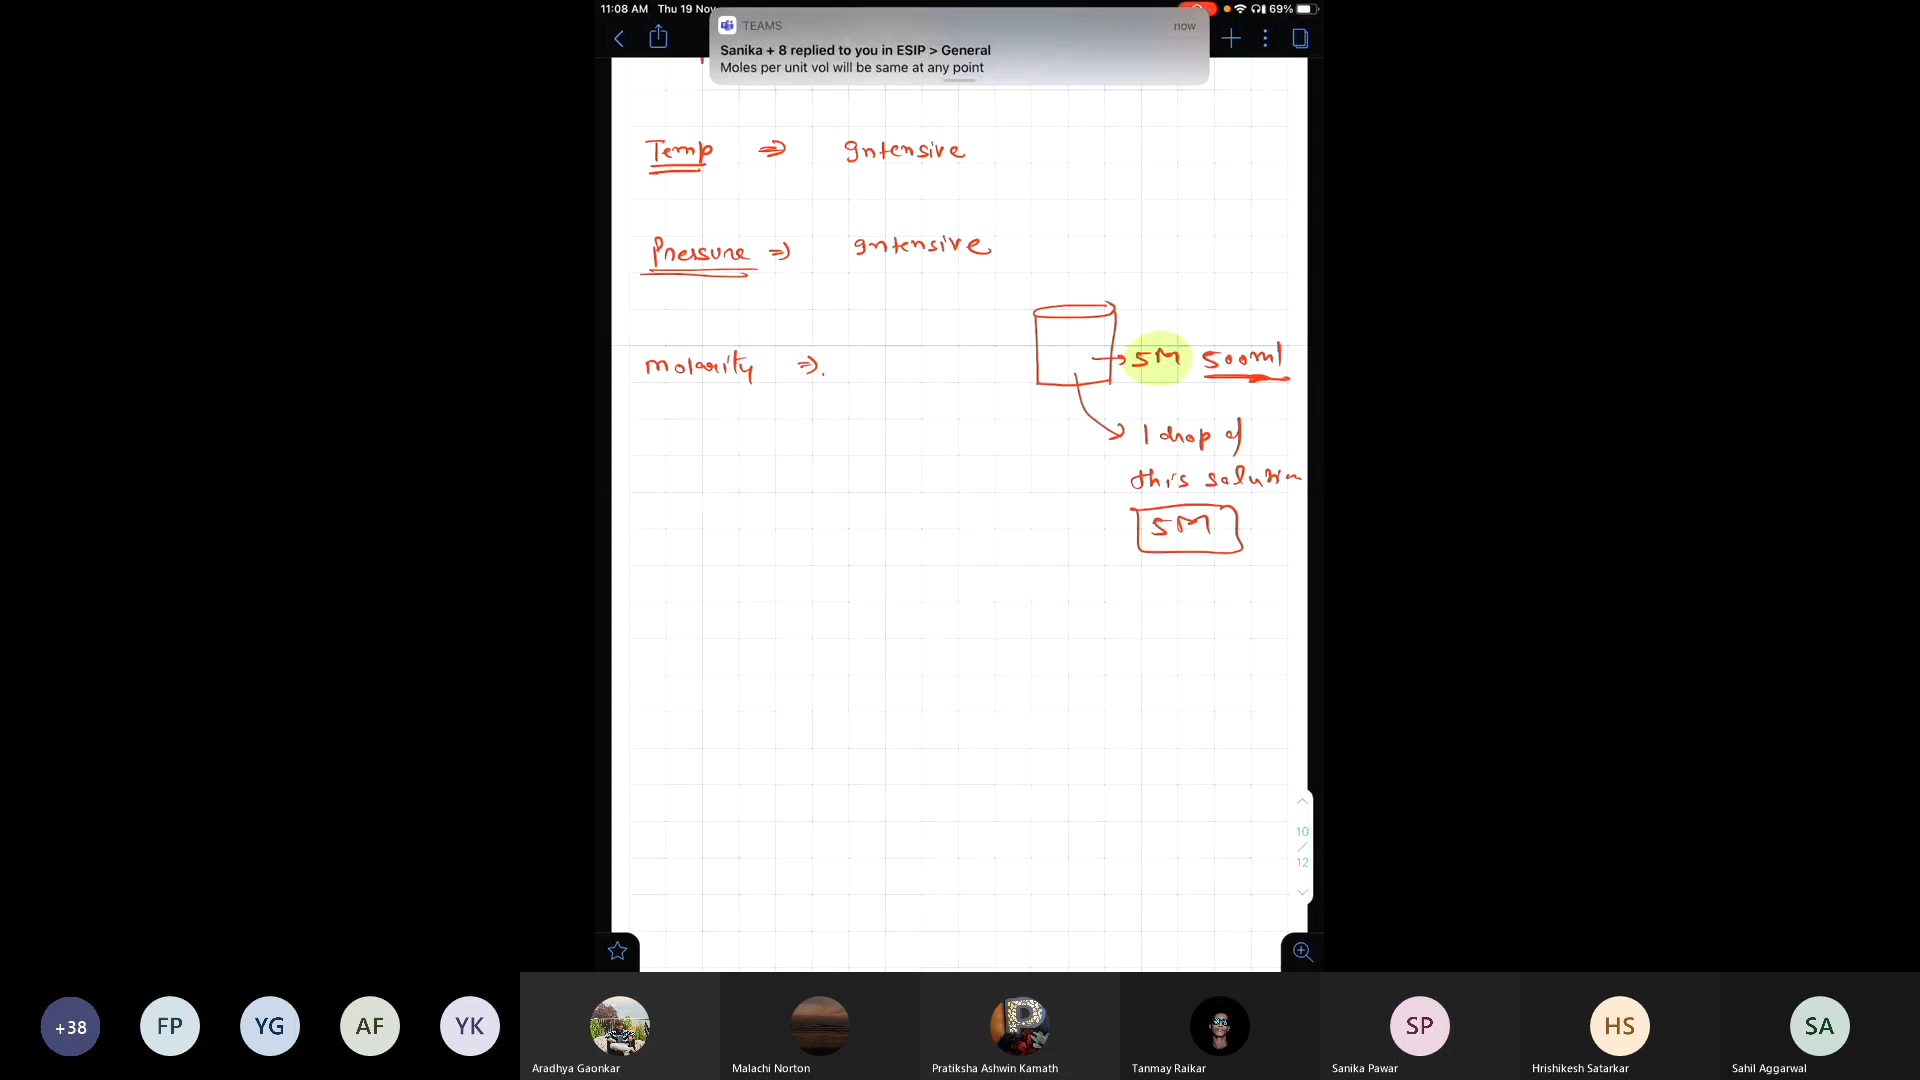 11:08 AM Thu 19 Nov
69%
TEAMS
now
Sanika + 8 replied to you in ESIP > General
Moles per unit vol will be same at any point
Temp ⇒ Intensive
Pressure ⇒ Intensive
Molarity ⇒
5M 500ml
1 drop of
this solution
5M
10
/
12
+38
FP
YG
AF
YK
SP
HS
SA
Aradhya Gaonkar
Malachi Norton
Pratiksha Ashwin Kamath
Tanmay Raikar
Sanika Pawar
Hrishikesh Satarkar
Sahil Aggarwal